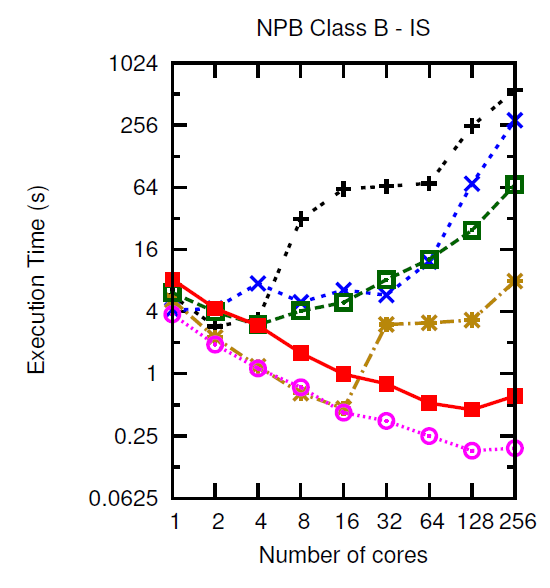 NPB Class B - IS
Execution Time (s)
1024
256
64
16
4
1
0.25
0.0625
1 2 4 8 16 32 64 128 256
Number of cores